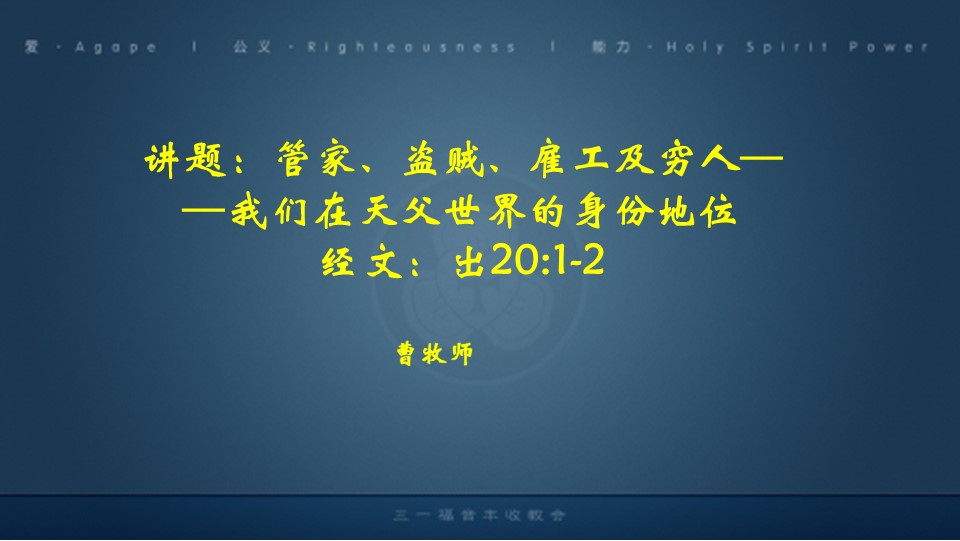 爱·Agape | 公义·Righteousness | 能力·Holy Spirit Power
讲题：管家、盗贼、雇工及穷人—
—我们在天父世界的身份地位
经文：出20:1-2
曹牧师
三一福音丰收教会